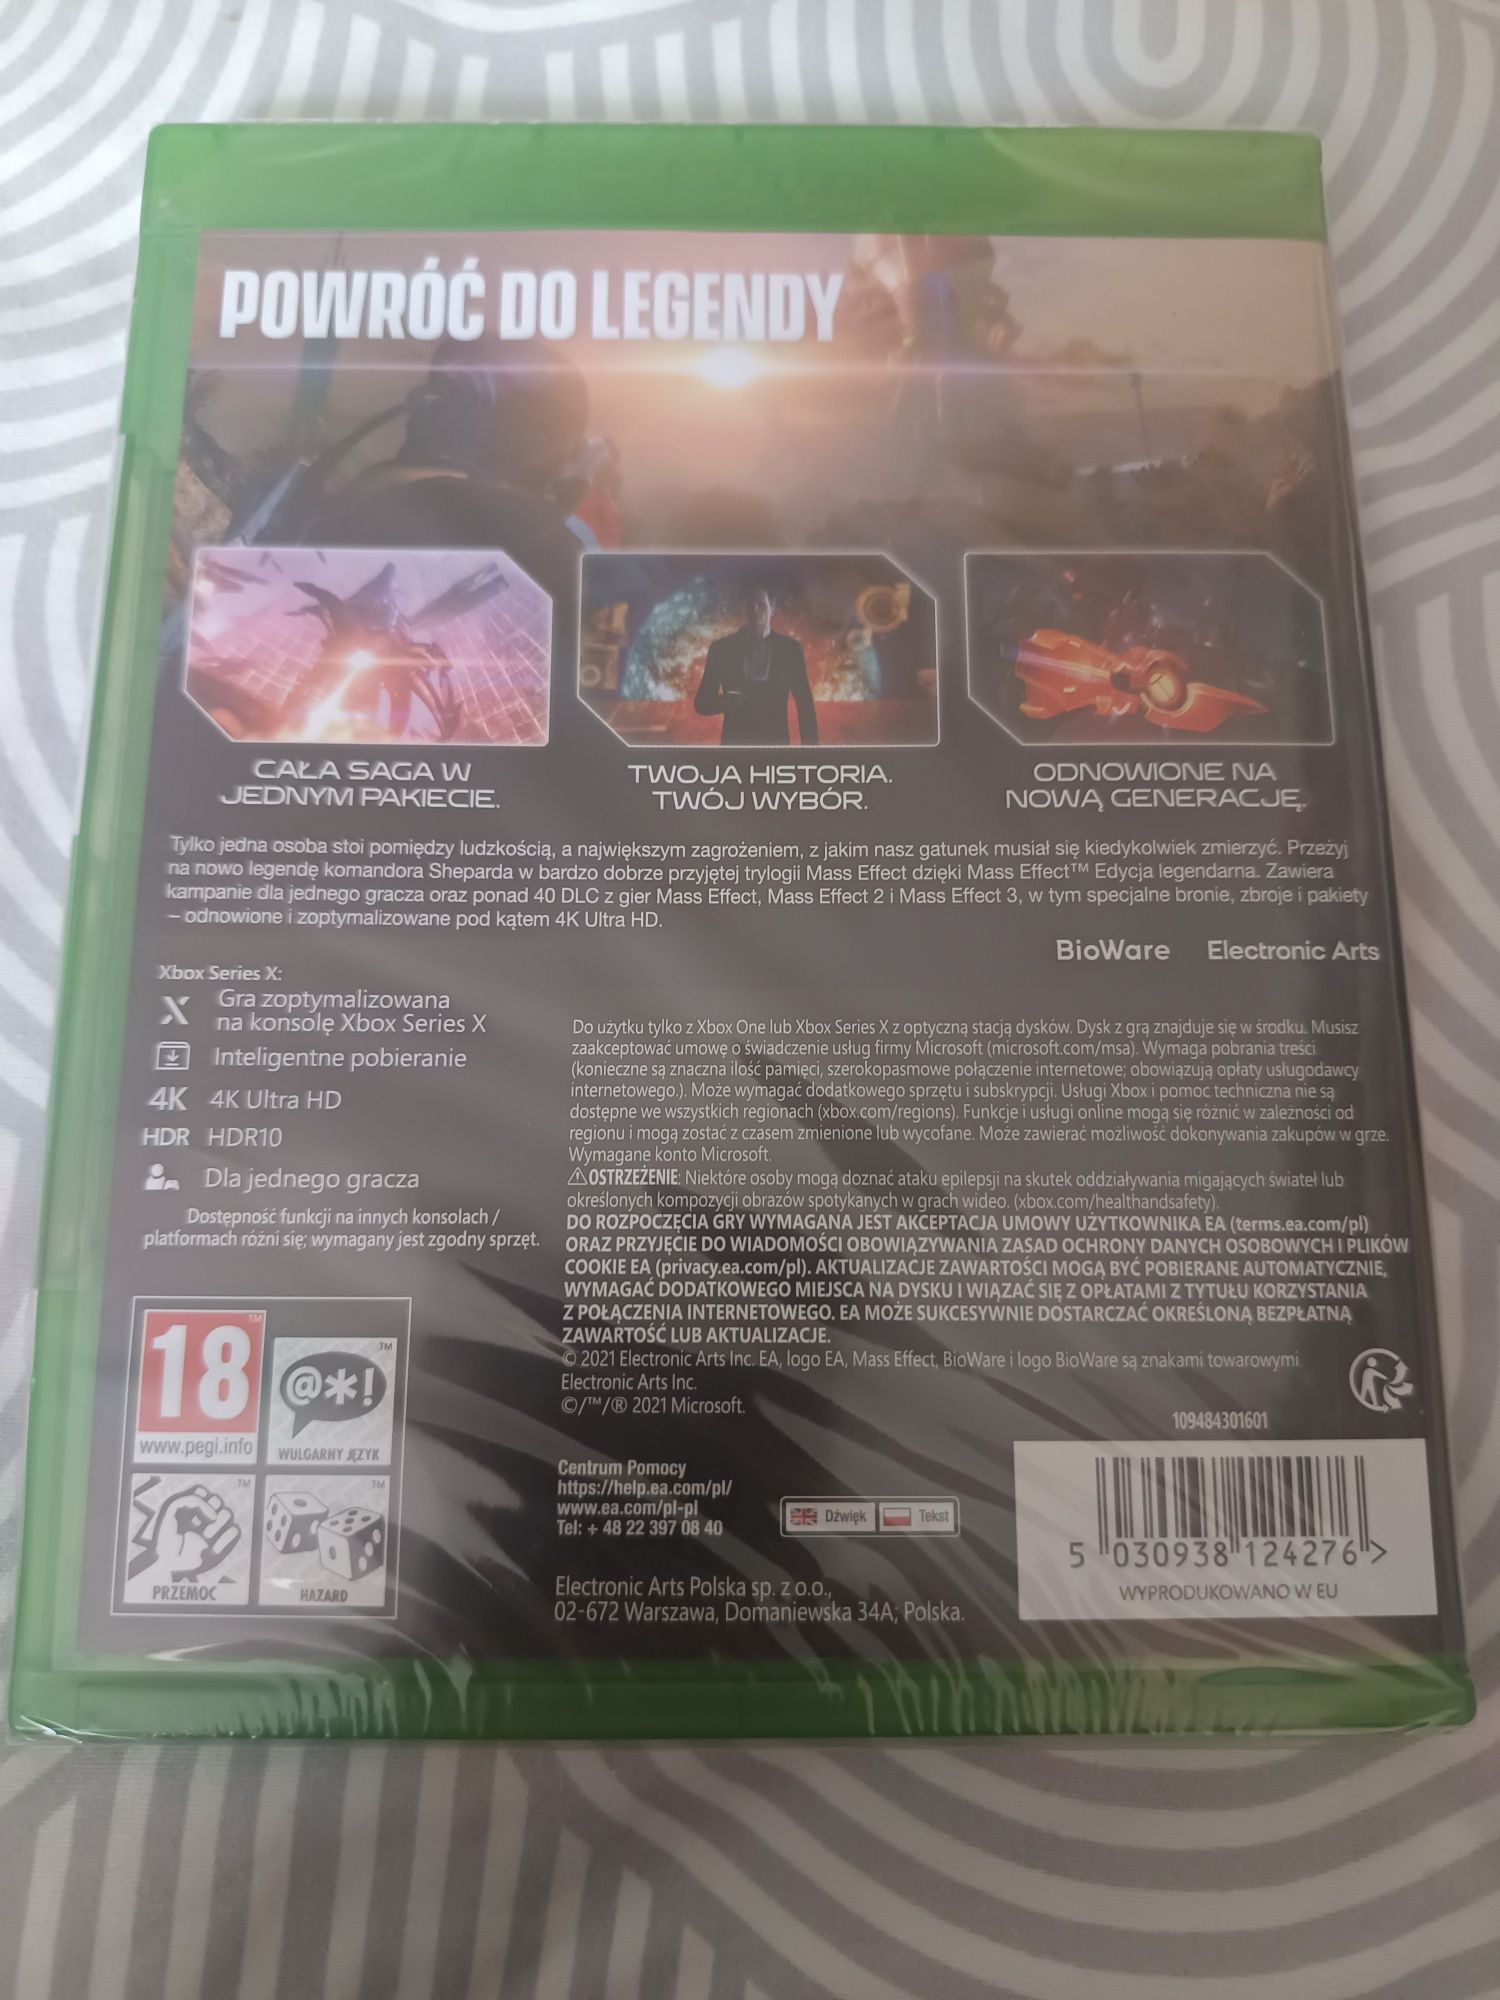 POWRÓĆ DO LEGENDY
CAŁA SAGA W
JEDNYM PAKIECIE.
TWOJA HISTORIA.
TWÓJ WYBÓR.
ODNOWIONE NA
NOWĄ GENERACJĘ.
Tylko jedna osoba stoi pomiędzy ludzkością, a największym zagrożeniem, z jakim nasz gatunek musiał się kiedykolwiek zmierzyć. Przeżyj
na nowo legendę komandora Sheparda w bardzo dobrze przyjętej trylogii Mass Effect dzięki Mass Effect™ Edycja legendarna. Zawiera
kampanie dla jednego gracza oraz ponad 40 DLC z gier Mass Effect, Mass Effect 2 i Mass Effect 3, w tym specjalne bronie, zbroje i pakiety
– odnowione i zoptymalizowane pod kątem 4K Ultra HD.
BioWare Electronic Arts
Xbox Series X:
X Gra zoptymalizowana
na konsolę Xbox Series X
Inteligentne pobieranie
4K 4K Ultra HD
HDR HDR10
Dla jednego gracza
Dostępność funkcji na innych konsolach /
platformach różni się; wymagany jest zgodny sprzęt.
Do użytku tylko z Xbox One lub Xbox Series X z optyczną stacją dysków. Dysk z grą znajduje się w środku. Musisz
zaakceptować umowę o świadczenie usług firmy Microsoft (microsoft.com/msa). Wymaga pobrania treści
(konieczne są znaczna ilość pamięci, szerokopasmowe połączenie internetowe; obowiązują opłaty usługodawcy
internetowego.). Może wymagać dodatkowego sprzętu i subskrypcji. Usługi Xbox i pomoc techniczna nie są
dostępne we wszystkich regionach (xbox.com/regions). Funkcje i usługi online mogą się różnić w zależności od
regionu i mogą zostać z czasem zmienione lub wycofane. Może zawierać możliwość dokonywania zakupów w grze.
Wymagane konto Microsoft.
⚠OSTRZEŻENIE: Niektóre osoby mogą doznać ataku epilepsji na skutek oddziaływania migających świateł lub
określonych kompozycji obrazów spotykanych w grach wideo. (xbox.com/healthandsafety).
DO ROZPOCZĘCIA GRY WYMAGANA JEST AKCEPTACJA UMOWY UŻYTKOWNIKA EA (terms.ea.com/pl)
ORAZ PRZYJĘCIE DO WIADOMOŚCI OBOWIĄZYWANIA ZASAD OCHRONY DANYCH OSOBOWYCH I PLIKÓW
COOKIE EA (privacy.ea.com/pl). AKTUALIZACJE ZAWARTOŚCI MOGĄ BYĆ POBIERANE AUTOMATYCZNIE,
WYMAGAĆ DODATKOWEGO MIEJSCA NA DYSKU I WIĄZAĆ SIĘ Z OPŁATAMI Z TYTUŁU KORZYSTANIA
Z POŁĄCZENIA INTERNETOWEGO. EA MOŻE SUKCESYWNIE DOSTARCZAĆ OKREŚLONĄ BEZPŁATNĄ
ZAWARTOŚĆ LUB AKTUALIZACJE.
© 2021 Electronic Arts Inc. EA, logo EA, Mass Effect, BioWare i logo BioWare są znakami towarowymi
Electronic Arts Inc.
©/™/® 2021 Microsoft.
109484301601
18™
www.pegi.info
@*! ™
WULGARNY JĘZYK
™
PRZEMOC
™
HAZARD
Centrum Pomocy
https://help.ea.com/pl/
www.ea.com/pl-pl
Tel: + 48 22 397 08 40
Dźwięk Tekst
Electronic Arts Polska sp. z o.o.,
02-672 Warszawa, Domaniewska 34A; Polska.
5 030938 124276 >
WYPRODUKOWANO W EU